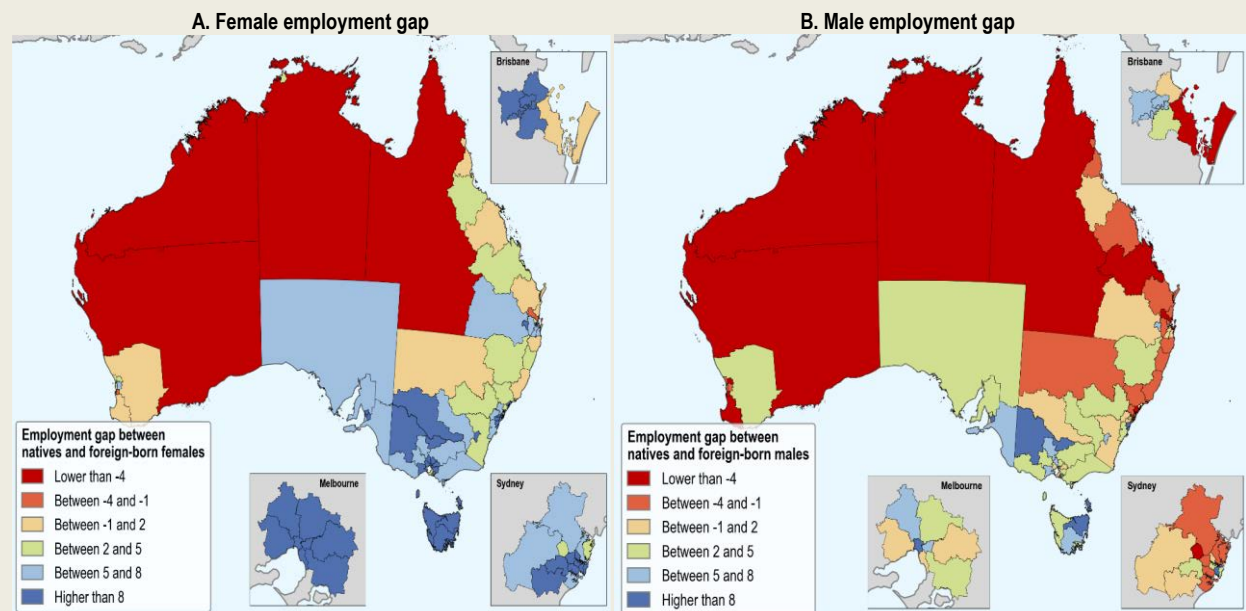 A. Female employment gap
Brisbane
Employment gap between
natives and foreign-born females
Lower than -4
Between -4 and -1
Between -1 and 2
Between 2 and 5
Between 5 and 8
Higher than 8
Melbourne
Sydney
B. Male employment gap
Brisbane
Employment gap between
natives and foreign-born males
Lower than -4
Between -4 and -1
Between -1 and 2
Between 2 and 5
Between 5 and 8
Higher than 8
Melbourne
Sydney